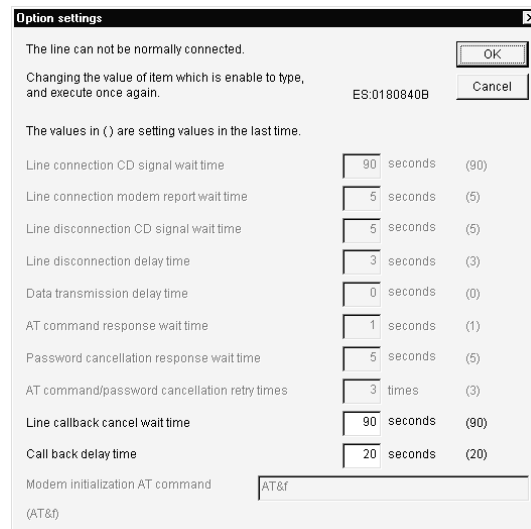 Option settings
The line can not be normally connected.
OK
Changing the value of item which is enable to type,
and execute once again.
ES:0180840B
Cancel
The values in ( ) are setting values in the last time.
Line connection CD signal wait time 90 seconds (90)
Line connection modem report wait time 5 seconds (5)
Line disconnection CD signal wait time 5 seconds (5)
Line disconnection delay time 3 seconds (3)
Data transmission delay time 0 seconds (0)
AT command response wait time 1 seconds (1)
Password cancellation response wait time 5 seconds (5)
AT command/password cancellation retry times 3 times (3)
Line callback cancel wait time 90 seconds (90)
Call back delay time 20 seconds (20)
Modem initialization AT command AT&f
(AT&f)